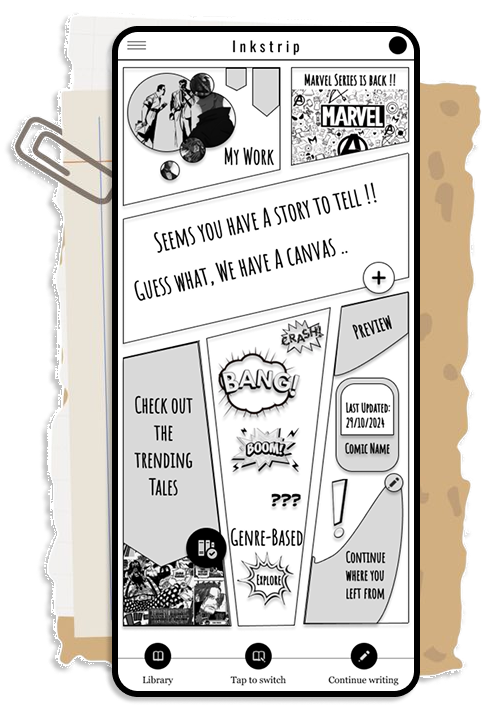 Inkstrip
My Work
Marvel Series is back !!
MARVEL
Seems you have A story to tell !!
Guess what, We have A canvas ..
+
Check out
the
trending
Tales
CRASH!
BANG!
BOOM!
???
Genre-Based
Explore
Preview
Last Updated:
29/10/2024
Comic Name
!
Continue
where you
left from
Library
Tap to switch
Continue writing